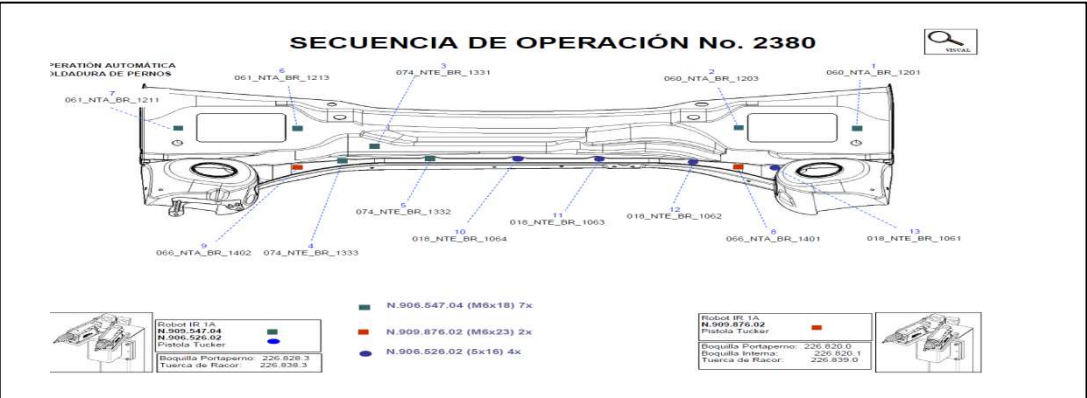 SECUENCIA DE OPERACIÓN No. 2380
VISUAL
PERATIÓN AUTOMÁTICA
OLDADURA DE PERNOS
3
074_NTE_BR_1331
6
061_NTA_BR_1213
2
060_NTA_BR_1203
1
060_NTA_BR_1201
7
061_NTA_BR_1211
5
074_NTE_BR_1332
11
018_NTE_BR_1063
12
018_NTE_BR_1062
10
018_NTE_BR_1064
8
066_NTA_BR_1401
13
018_NTE_BR_1061
9
066_NTA_BR_1402
4
074_NTE_BR_1333
N.906.547.04 (M6x18) 7x
N.909.876.02 (M6x23) 2x
N.906.526.02 (5x16) 4x
Robot IR 1A
N.909.547.04
N.906.526.02
Pistola Tucker
Boquilla Portaperno: 226.828.3
Tuerca de Racor: 226.838.3
Robot IR 1A
N.909.876.02
Pistola Tucker
Boquilla Portaperno: 226.820.0
Boquilla Interna: 226.820.1
Tuerca de Racor: 226.839.0